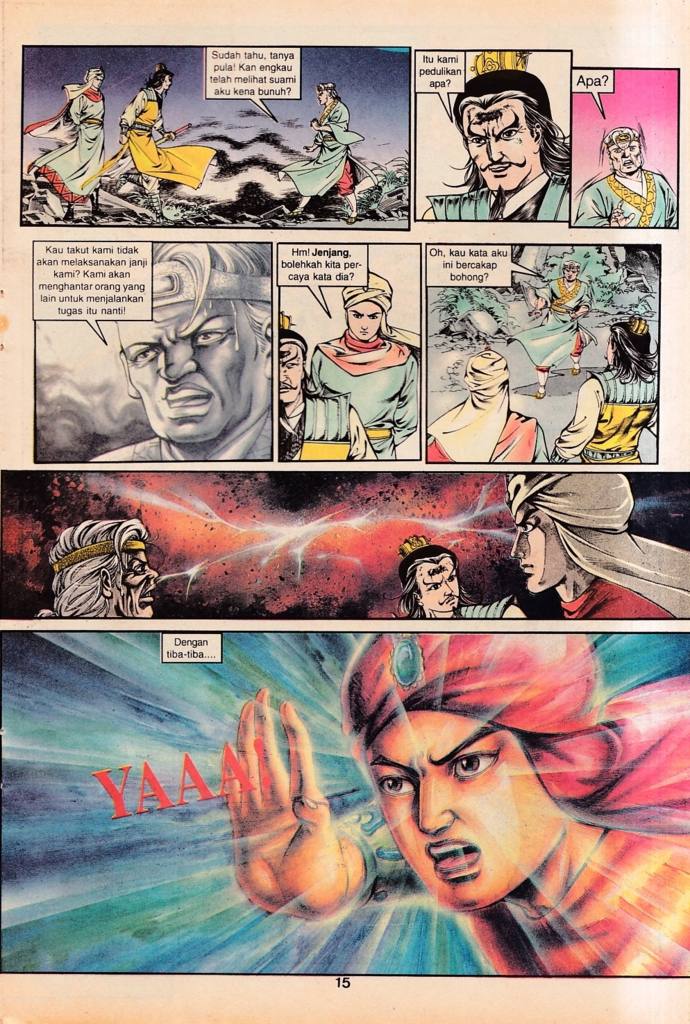 Sudah tahu, tanya
pula! Kan engkau
telah melihat suami
aku kena bunuh?
Itu kami
pedulikan
apa?
Apa?
Kau takut kami tidak
akan melaksanakan janji
kami? Kami akan
menghantar orang yang
lain untuk menjalankan
tugas itu nanti!
Hm! Jenjang,
bolehkah kita per-
caya kata dia?
Oh, kau kata aku
ini bercakap
bohong?
Dengan
tiba-tiba....
YAAA!
15